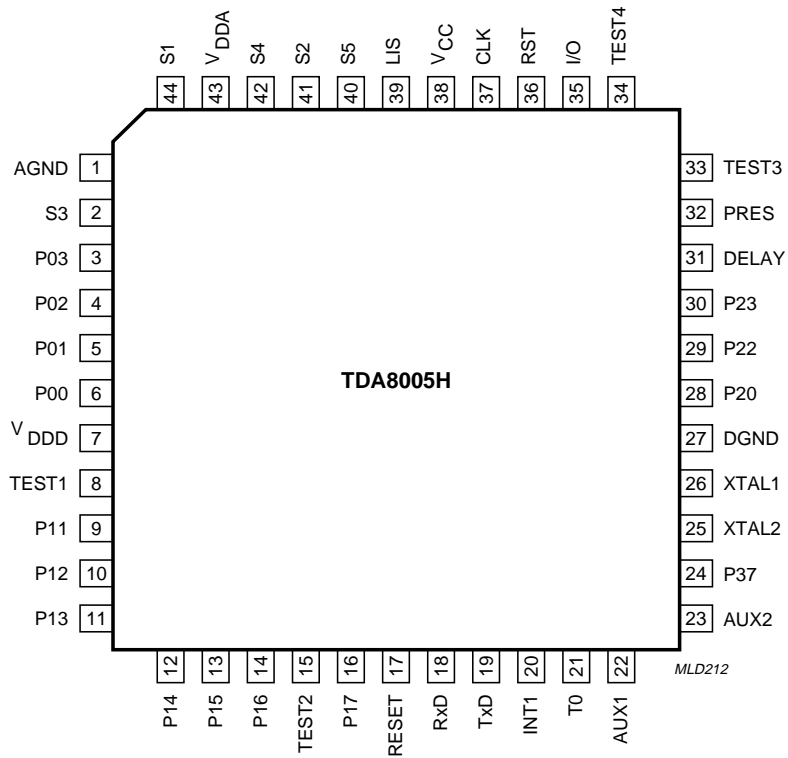 S1
V DDA
S4
S2
S5
LIS
VCC
CLK
RST
I/O
TEST4
44
43
42
41
40
39
38
37
36
35
34
AGND 1
S3 2
P03 3
P02 4
P01 5
P00 6
V DDD 7
TEST1 8
P11 9
P12 10
P13 11
TDA8005H
33 TEST3
32 PRES
31 DELAY
30 P23
29 P22
28 P20
27 DGND
26 XTAL1
25 XTAL2
24 P37
23 AUX2
12
13
14
15
16
17
18
19
20
21
22
MLD212
P14
P15
P16
TEST2
P17
RESET
RxD
TxD
INT1
T0
AUX1